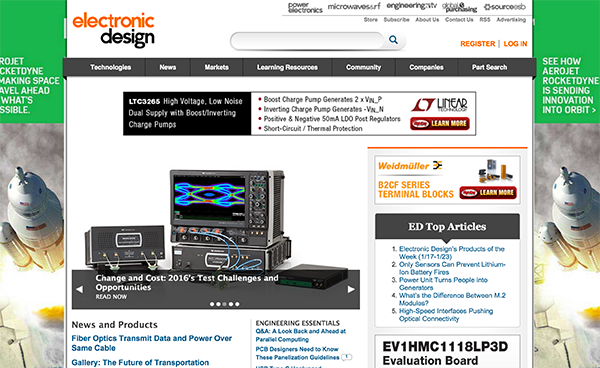 electronic
design
power
electronics
microwaves&rf
engineering
tv
global
purchasing
sourceesb
Store Subscribe About Us Contact Us RSS Advertising
REGISTER | LOG IN
Technologies News Markets Learning Resources Community Companies Part Search
ROJET
CKETDYNE
MAKING SPACE
AVEL AHEAD
WHAT'S
SSIBLE.
SEE HOW
AEROJET
ROCKETDYNE
IS SENDING
INNOVATION
INTO ORBIT >
LTC3265 High Voltage, Low Noise
Dual Supply with Boost/Inverting
Charge Pumps
• Boost Charge Pump Generates 2 x VIN_P
• Inverting Charge Pump Generates -VIN_N
• Positive & Negative 50mA LDO Post Regulators
• Short-Circuit / Thermal Protection
LINEAR
TECHNOLOGY
LEARN MORE
Change and Cost: 2016's Test Challenges and
Opportunities
READ NOW
Weidmüller
B2CF SERIES
TERMINAL BLOCKS
LEARN MORE
ED Top Articles
1. Electronic Design's Products of the
Week (1/17-1/23)
2. Only Sensors Can Prevent Lithium-
Ion Battery Fires
3. Power Unit Turns People into
Generators
4. What's the Difference Between M.2
Modules?
5. High-Speed Interfaces Pushing
Optical Connectivity
News and Products
Fiber Optics Transmit Data and Power Over
Same Cable
Gallery: The Future of Transportation
ENGINEERING ESSENTIALS
Q&A: A Look Back and Ahead at
Parallel Computing
PCB Designers Need to Know
These Panelization Guidelines 1
EV1HMC1118LP3D
Evaluation Board